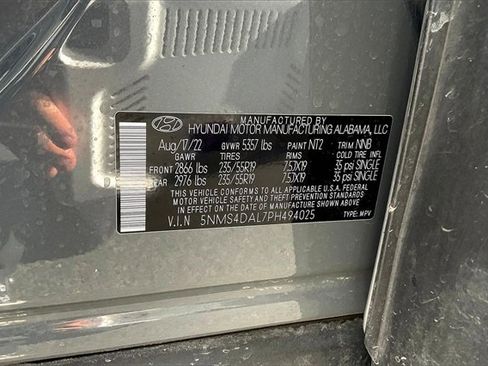 MANUFACTURED BY
HYUNDAI MOTOR MANUFACTURING ALABAMA, LLC
Aug/17/22 GVWR 5357 lbs PAINT NT2 TRIM NNB
GAWR TIRES RIMS COLD TIRE INF
FRONT 2866 lbs 235/55R19 7.5JX19 35 psi SINGLE
REAR 2976 lbs 235/55R19 7.5JX19 35 psi SINGLE
THIS VEHICLE CONFORMS TO ALL APPLICABLE U.S.A. FEDERAL
MOTOR VEHICLE SAFETY, BUMPER, AND THEFT PREVENTION STANDARDS
IN EFFECT ON THE DATE OF MANUFACTURE SHOWN ABOVE
V.I.N 5NMS4DAL7PH494025 TYPE: MPV